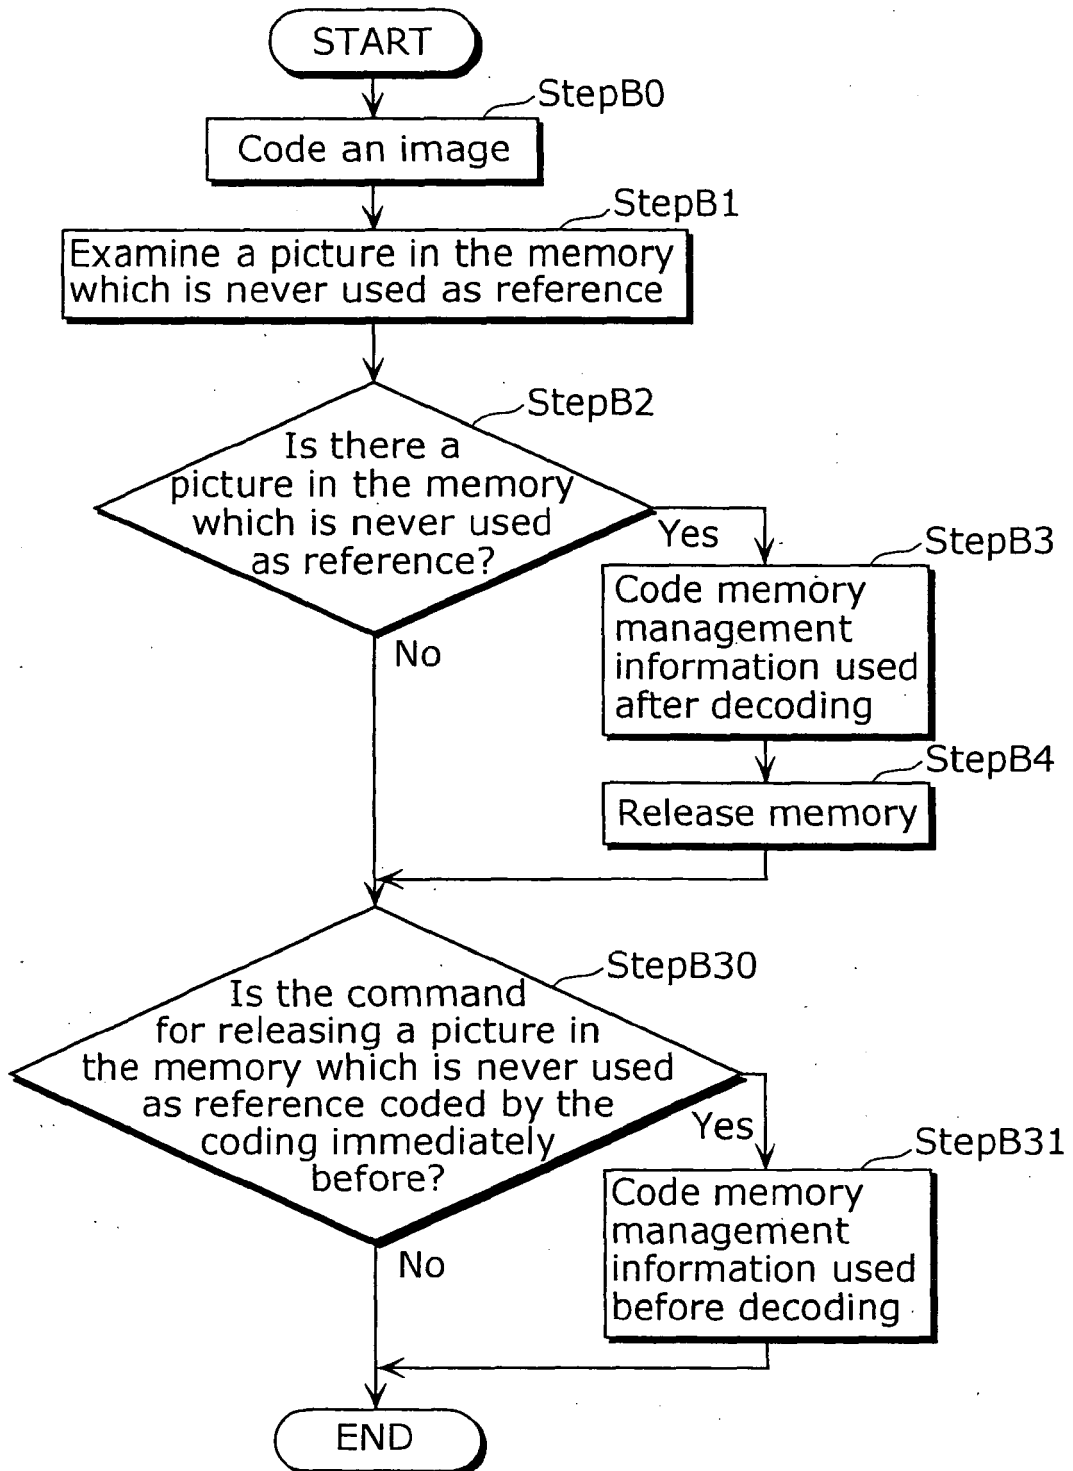 START
StepB0
Code an image
StepB1
Examine a picture in the memory
which is never used as reference
StepB2
Is there a
picture in the memory
which is never used
as reference?
Yes
No
StepB3
Code memory
management
information used
after decoding
StepB4
Release memory
StepB30
Is the command
for releasing a picture in
the memory which is never used
as reference coded by the
coding immediately
before?
Yes
No
StepB31
Code memory
management
information used
before decoding
END